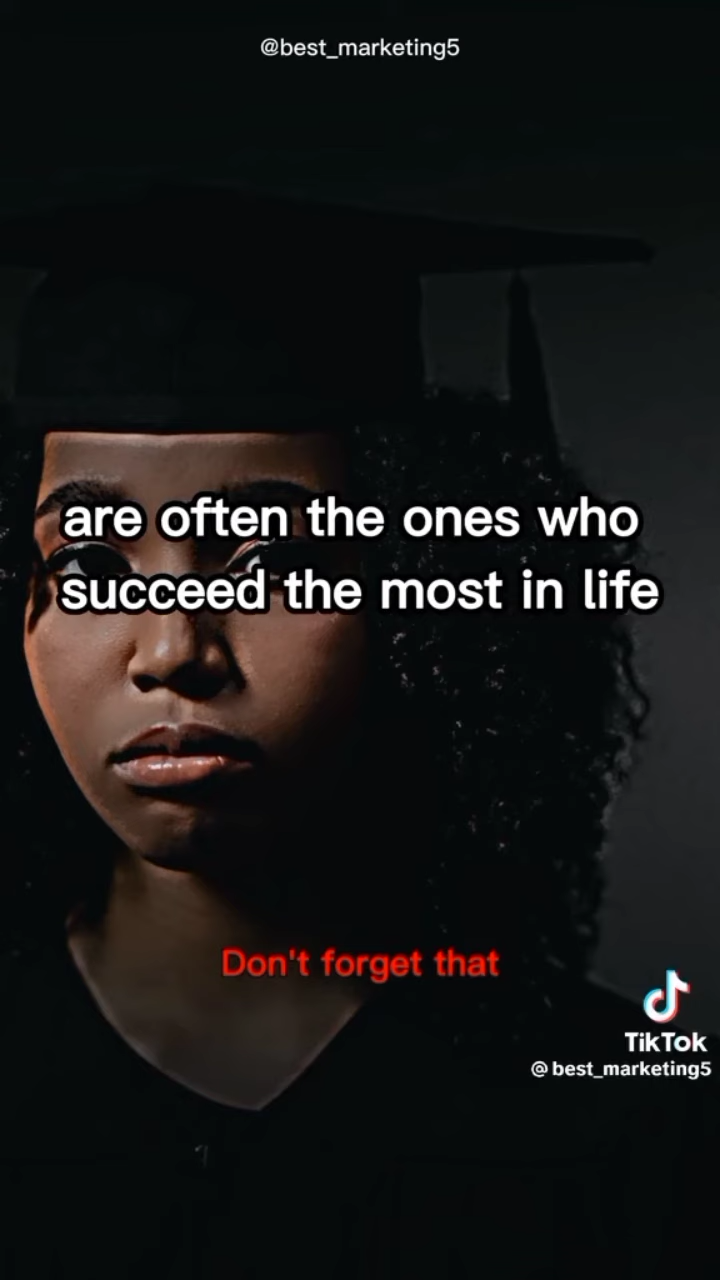 @best_marketing5
are often the ones who
succeed the most in life
Don't forget that
TikTok
@best_marketing5